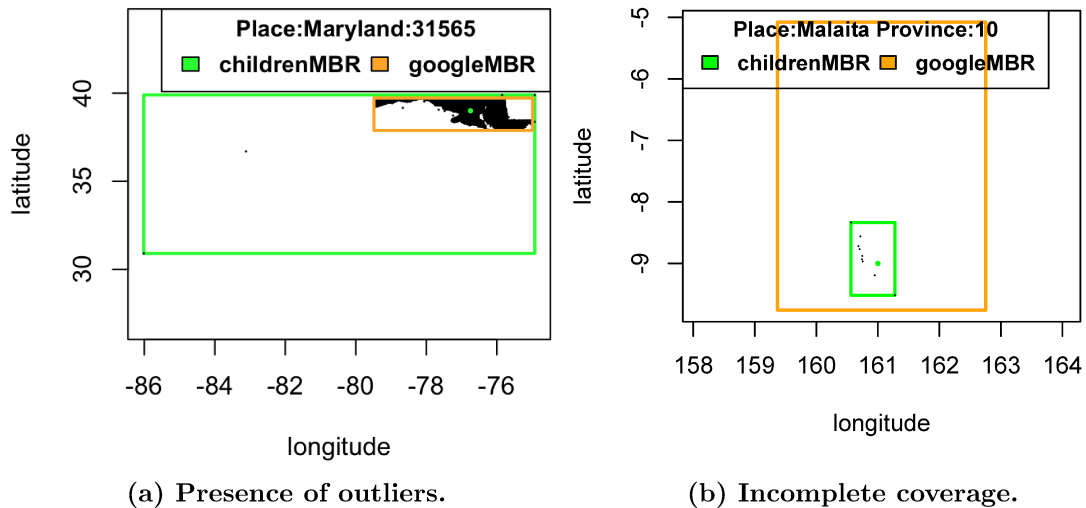 Place:Maryland:31565
childrenMBR googleMBR
latitude
40
35
30
-86 -84 -82 -80 -78 -76
longitude
(a) Presence of outliers.
Place:Malaita Province:10
childrenMBR googleMBR
latitude
-5
-6
-7
-8
-9
158 159 160 161 162 163 164
longitude
(b) Incomplete coverage.